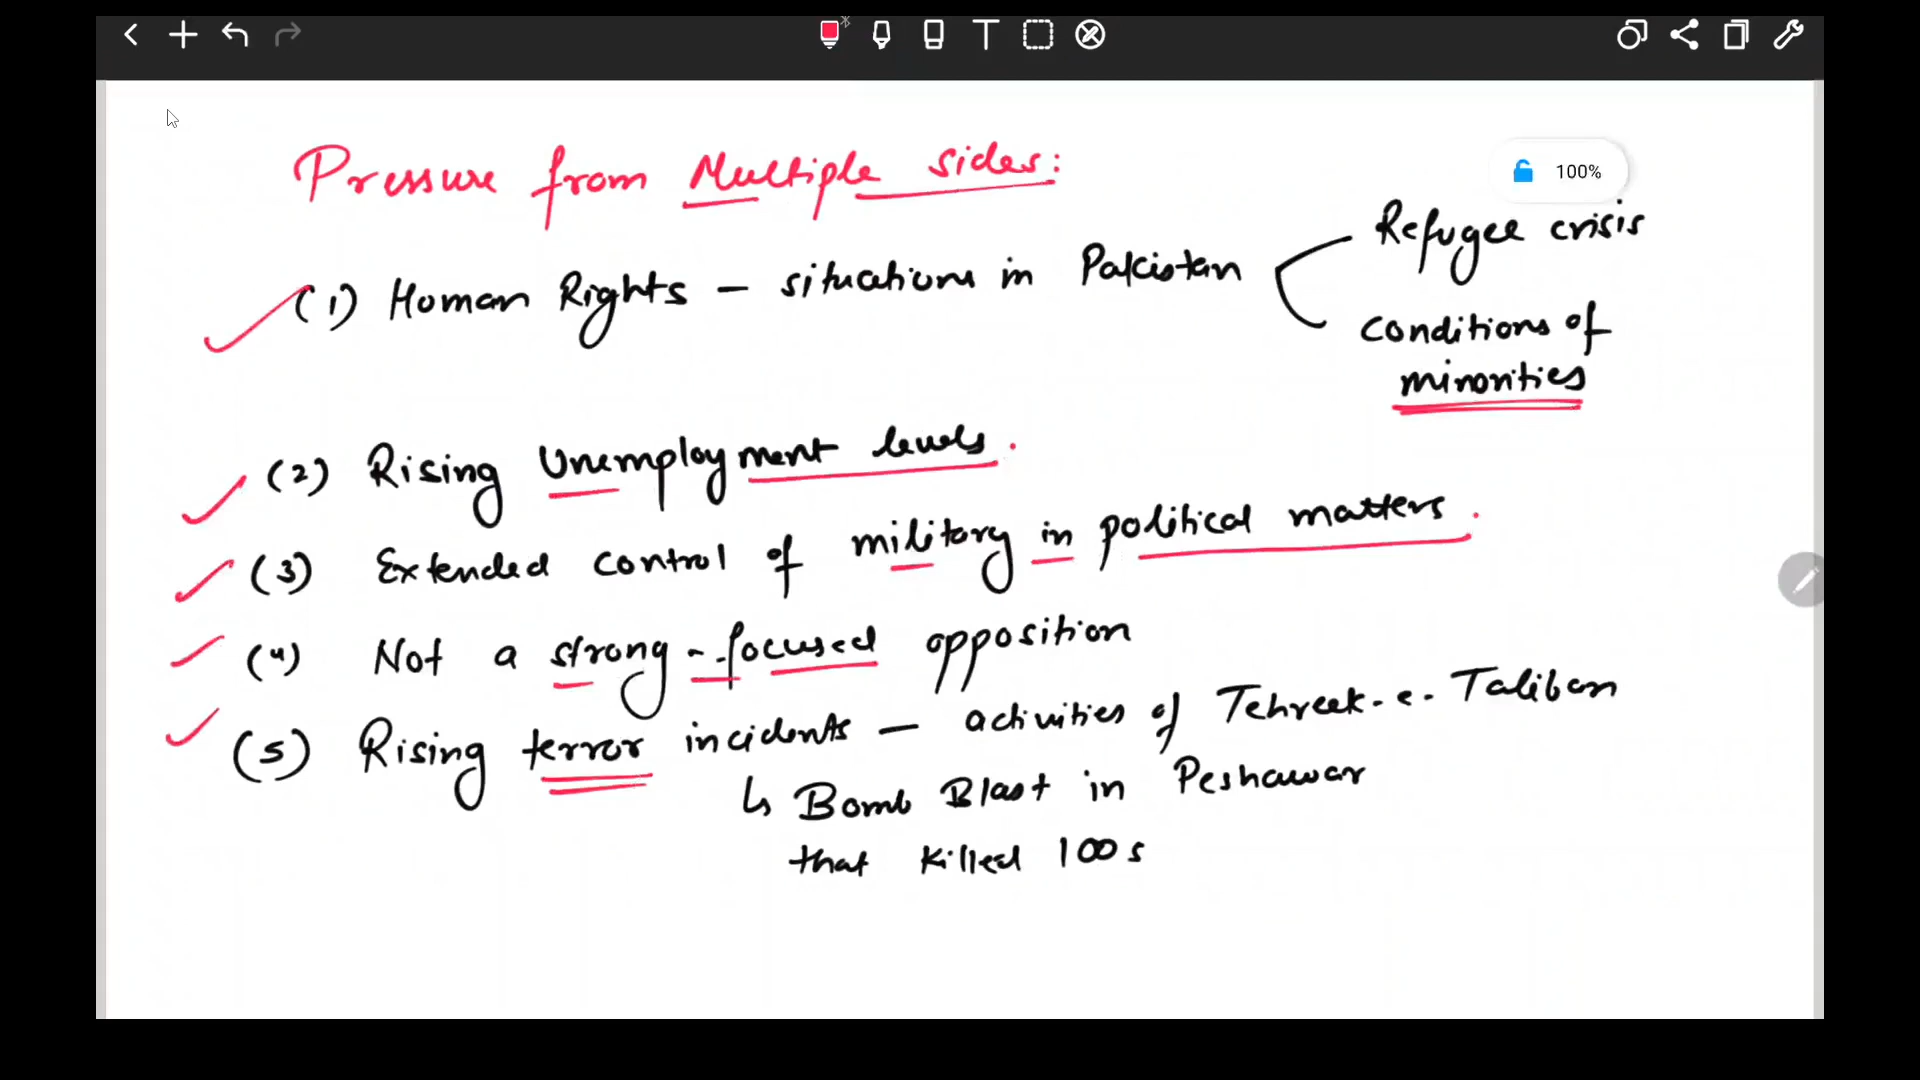 100%
Pressure from Multiple sides:
(1) Human Rights - situations in Pakistan
Refugee crisis
conditions of
minorities
(2) Rising Unemployment levels.
(3) Extended control of military in political matters.
(4) Not a strong - focused opposition
(5) Rising terror incidents - activities of Tehreek-e-Taliban
↳ Bomb Blast in Peshawar
that killed 100s